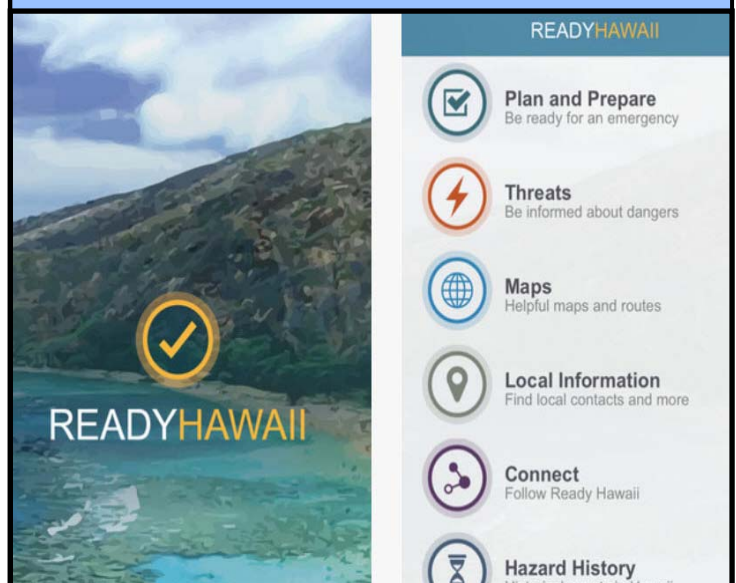 READYHAWAII
READYHAWAII
Plan and Prepare
Be ready for an emergency
Threats
Be informed about dangers
Maps
Helpful maps and routes
Local Information
Find local contacts and more
Connect
Follow Ready Hawaii
Hazard History